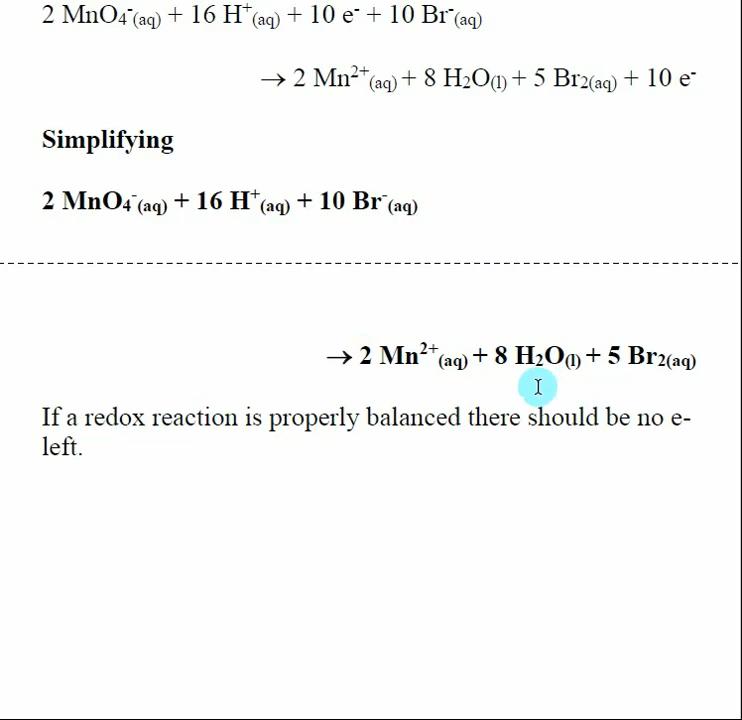 2 MnO₄⁻(aq) + 16 H⁺(aq) + 10 e⁻ + 10 Br⁻(aq)
→ 2 Mn²⁺(aq) + 8 H₂O(l) + 5 Br₂(aq) + 10 e⁻
Simplifying
2 MnO₄⁻(aq) + 16 H⁺(aq) + 10 Br⁻(aq)
→ 2 Mn²⁺(aq) + 8 H₂O(l) + 5 Br₂(aq)
If a redox reaction is properly balanced there should be no e-
left.